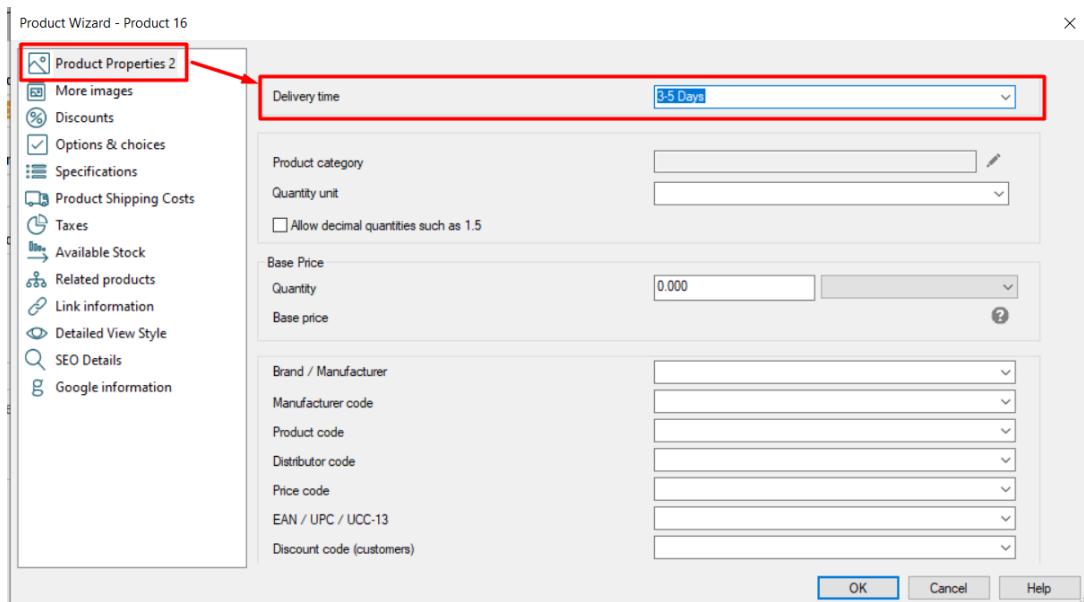 Product Wizard - Product 16
Product Properties 2
More images
Discounts
Options & choices
Specifications
Product Shipping Costs
Taxes
Available Stock
Related products
Link information
Detailed View Style
SEO Details
Google information
Delivery time 3-5 Days
Product category
Quantity unit
Allow decimal quantities such as 1.5
Base Price
Quantity 0.000
Base price
Brand / Manufacturer
Manufacturer code
Product code
Distributor code
Price code
EAN / UPC / UCC-13
Discount code (customers)
OK Cancel Help